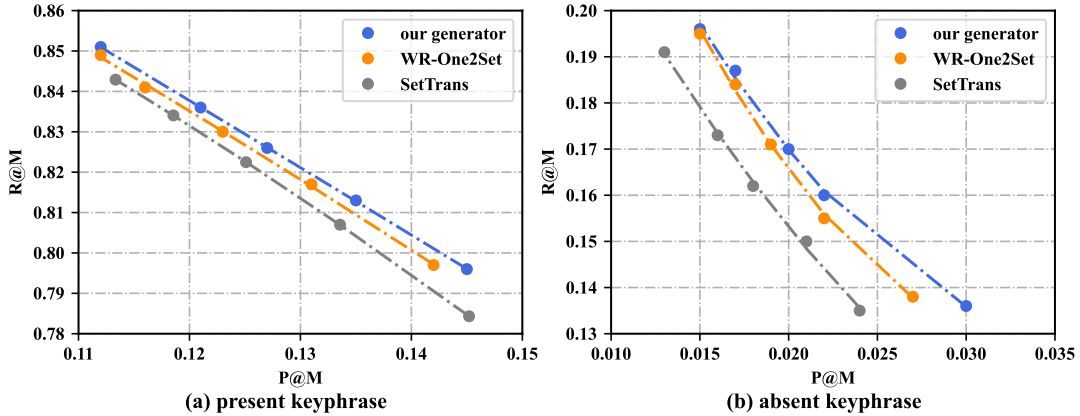 0.86
0.85
0.84
0.83
0.82
0.81
0.80
0.79
0.78
R@M
our generator
WR-One2Set
SetTrans
0.11 0.12 0.13 0.14 0.15
P@M
(a) present keyphrase
0.20
0.19
0.18
0.17
0.16
0.15
0.14
0.13
R@M
our generator
WR-One2Set
SetTrans
0.010 0.015 0.020 0.025 0.030 0.035
P@M
(b) absent keyphrase